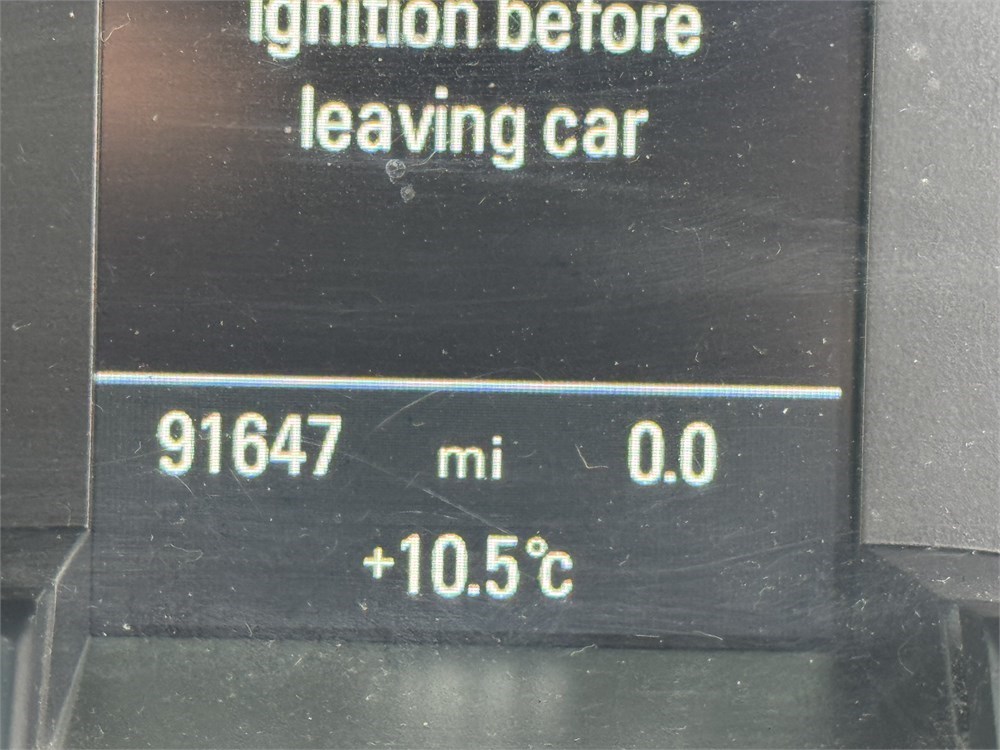 ignition before
leaving car
91647 mi 0.0
+10.5°c